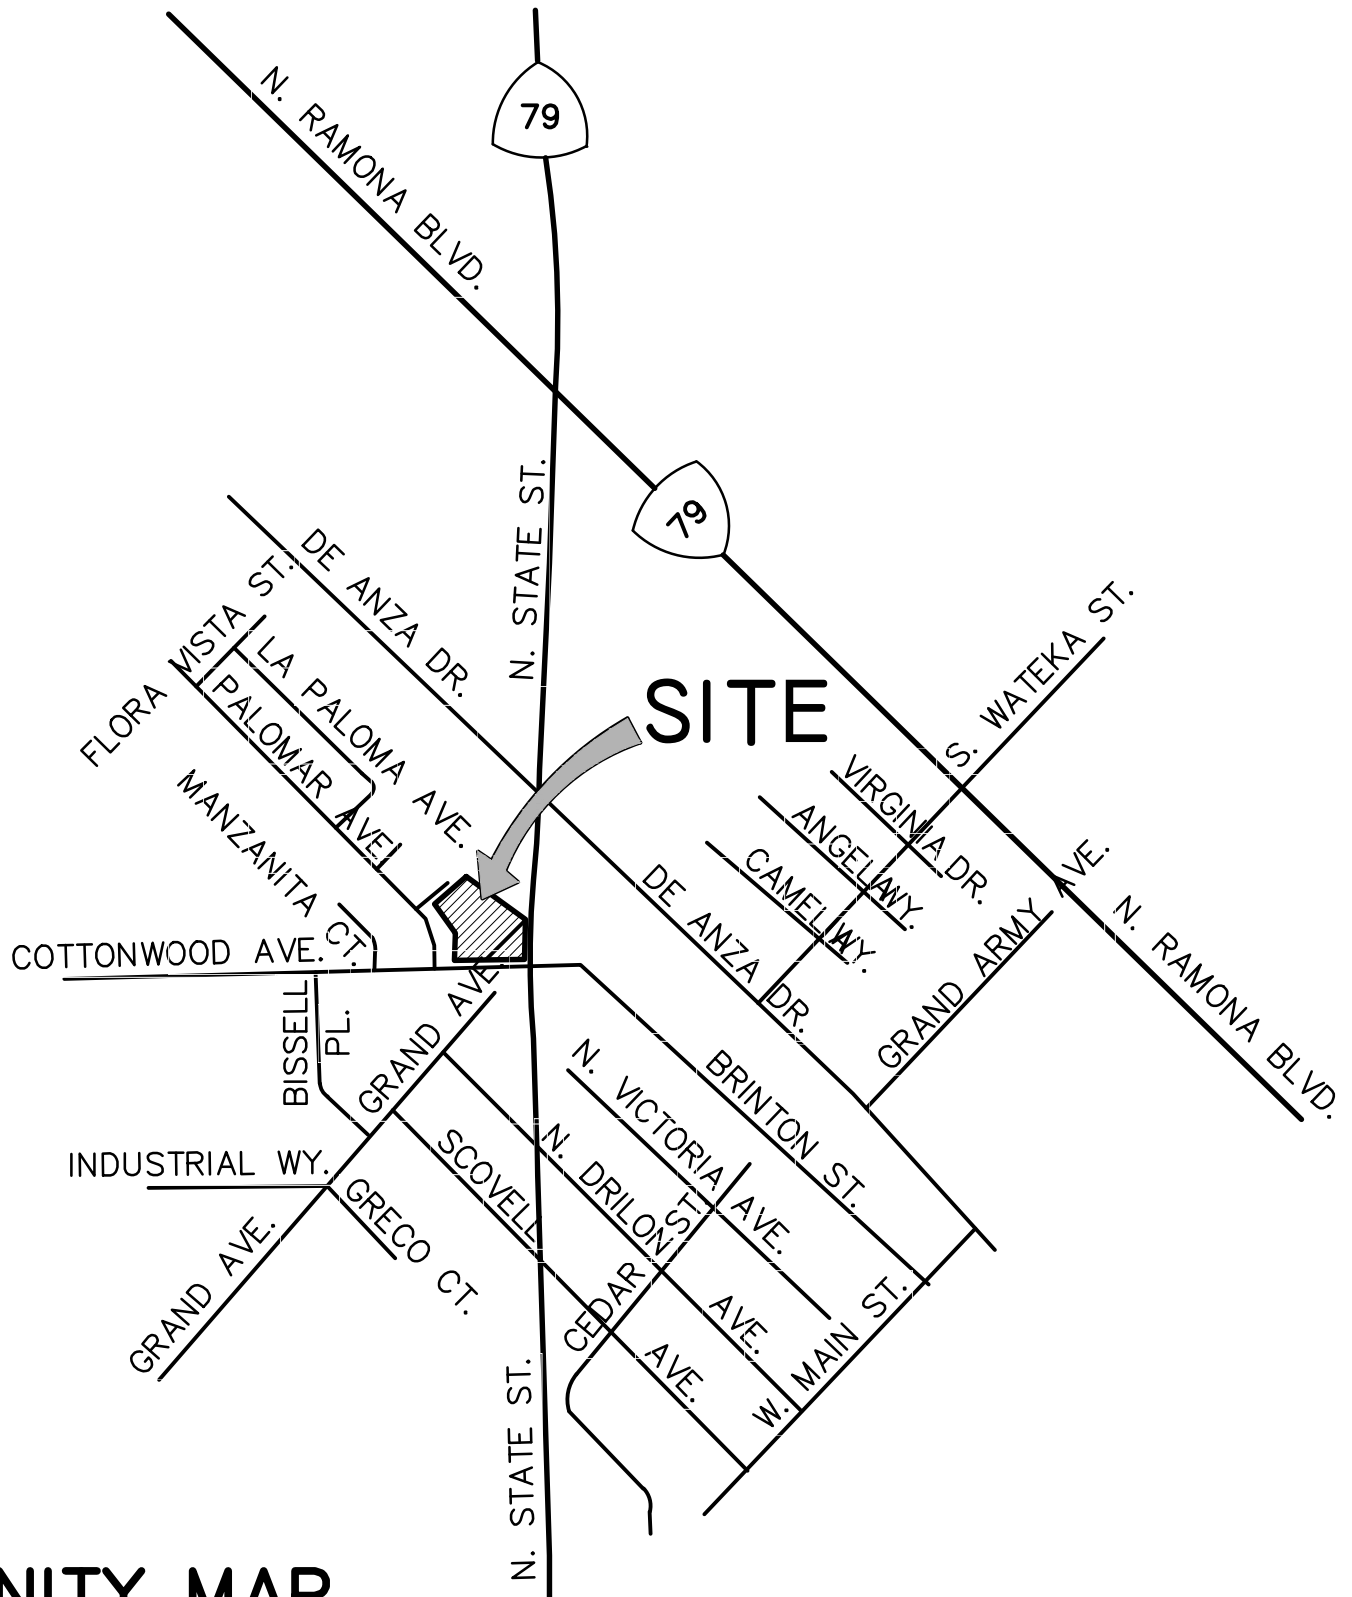 79
N. RAMONA BLVD.
79
N. STATE ST.
DE ANZA DR.
FLORA VISTA ST.
LA PALOMA AVE.
PALOMAR AVE.
MANZANITA CT.
SITE
S. WATEKA ST.
VIRGINIA DR.
ANGELA WY.
CAMELA WY.
DE ANZA DR.
GRAND ARMY AVE.
N. RAMONA BLVD.
COTTONWOOD AVE.
BISSELL PL.
GRAND AVE.
BRINTON ST.
N. VICTORIA AVE.
N. DRILON AVE.
SCOVELL AVE.
CEDAR ST.
INDUSTRIAL WY.
GRECO CT.
GRAND AVE.
W. MAIN ST.
N. STATE ST.
MAP